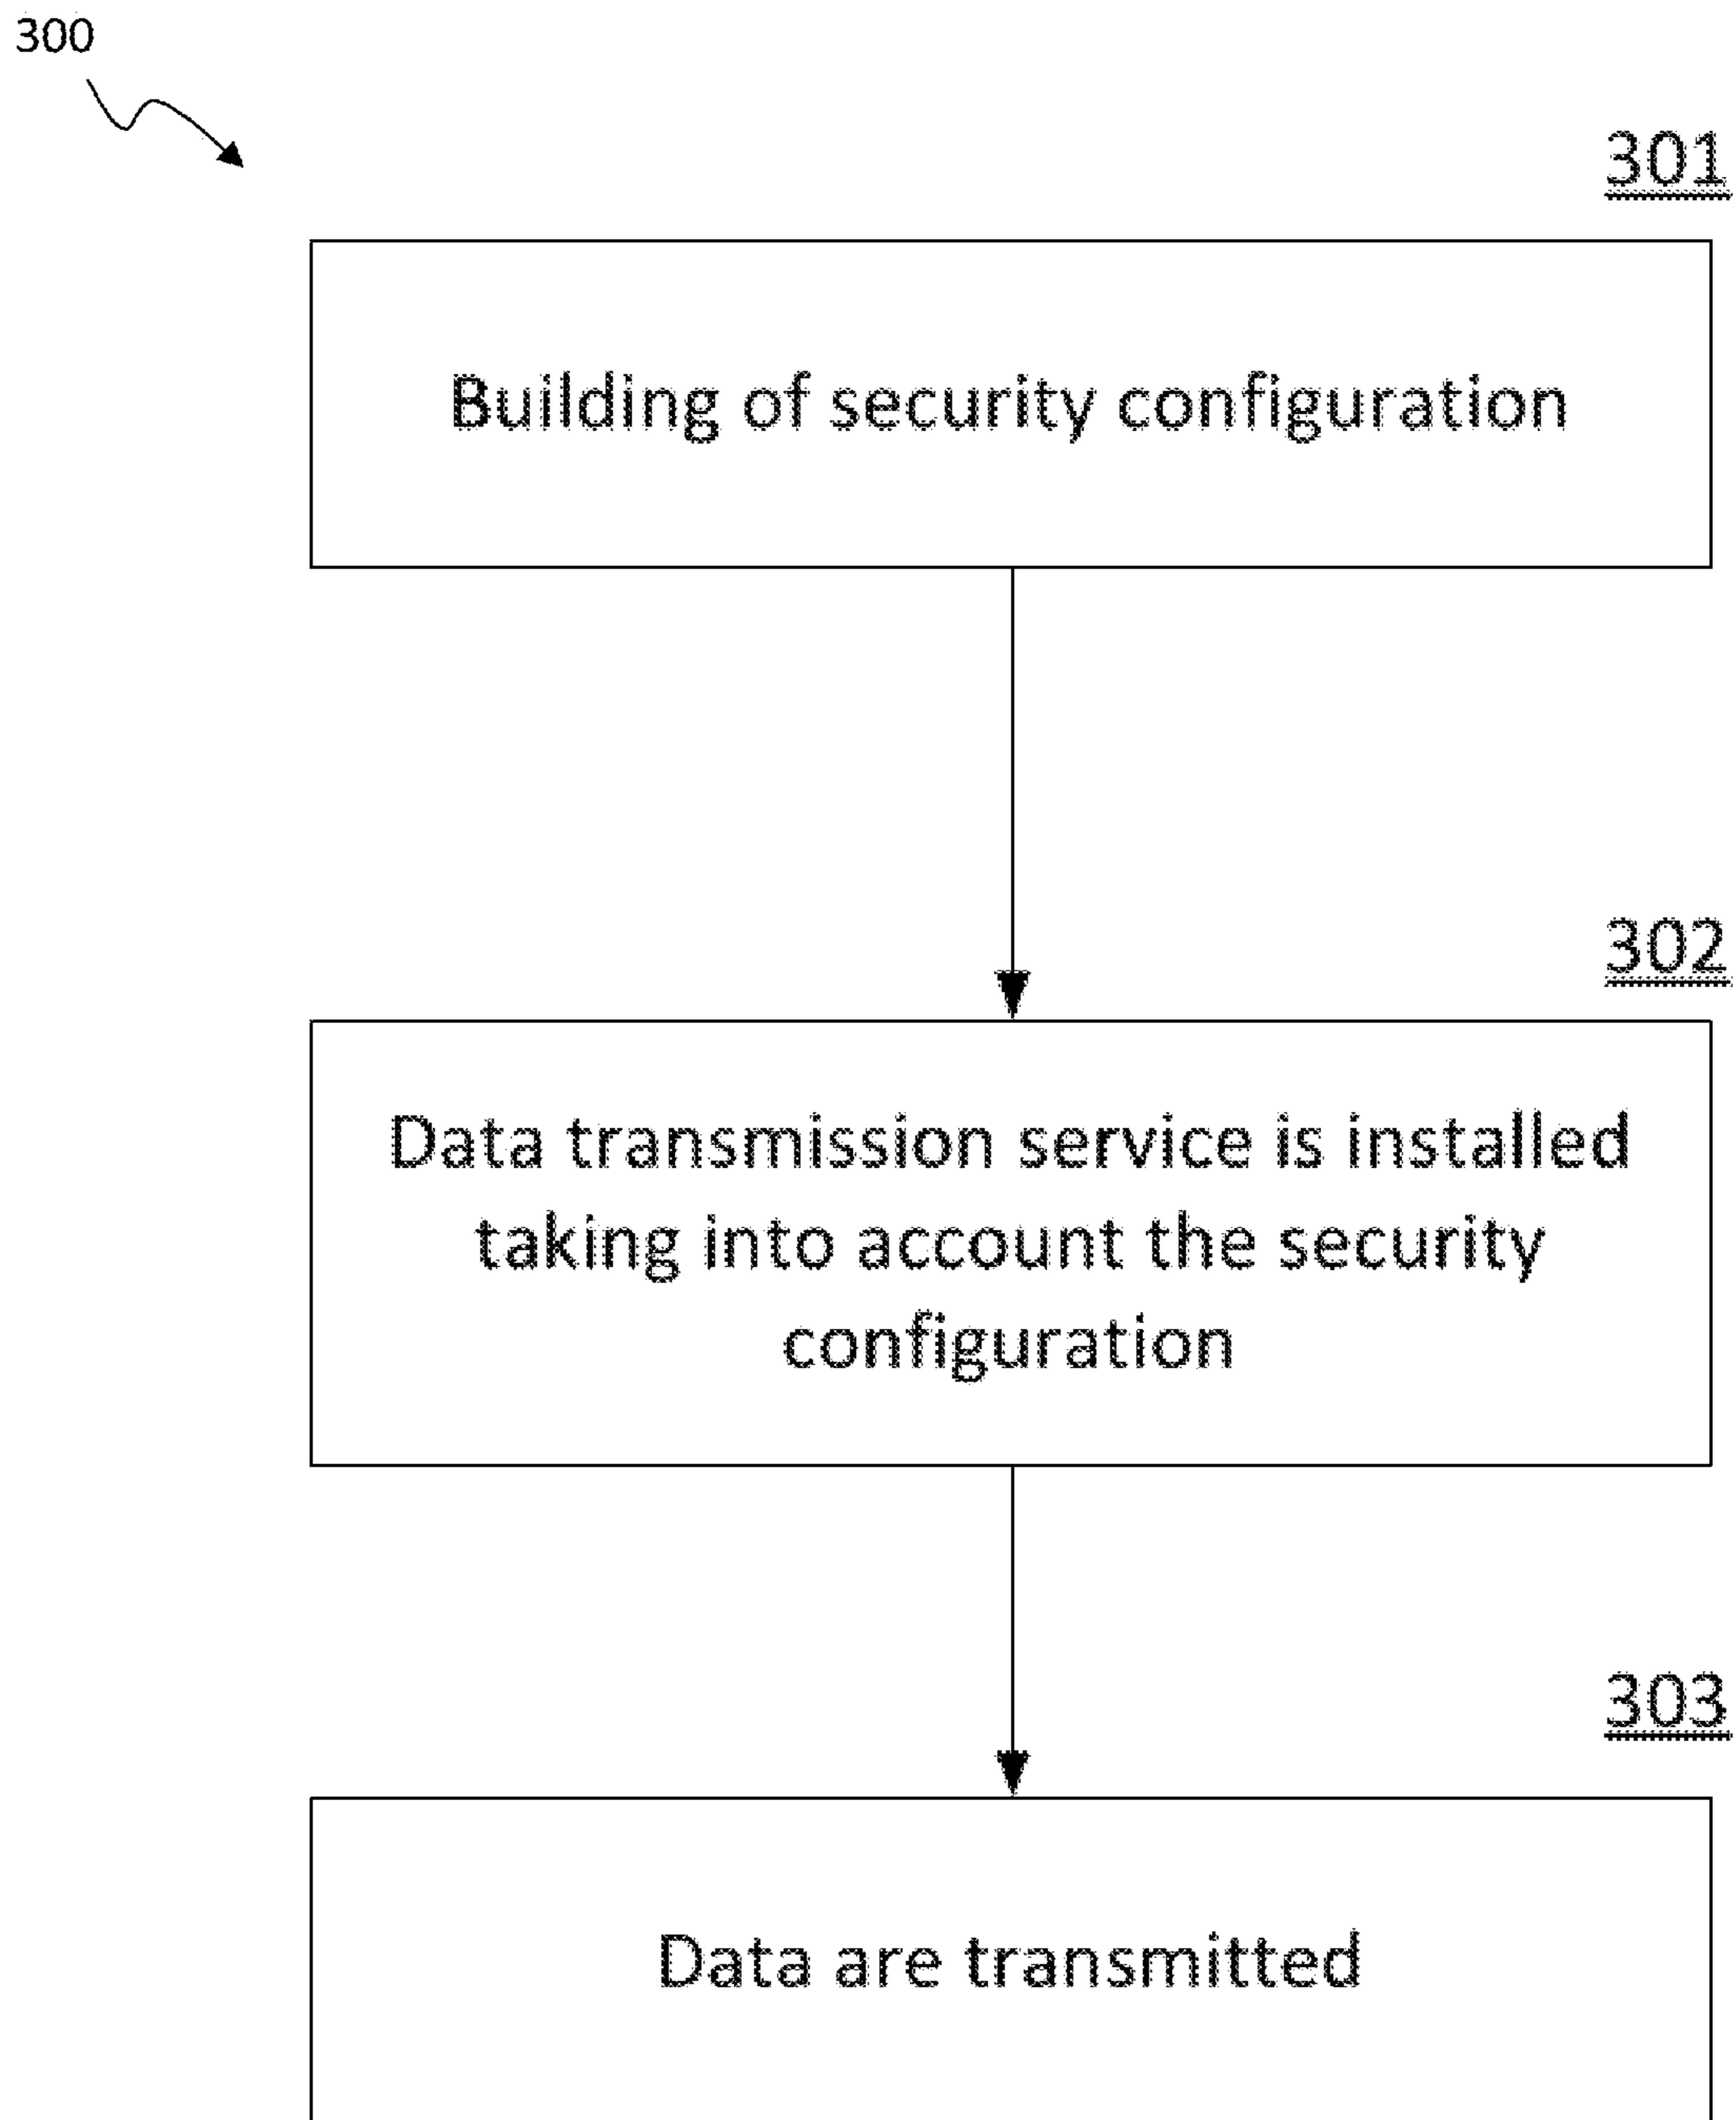 300
301
Building of security configuration
302
Data transmission service is installed
taking into account the security
configuration
303
Data are transmitted